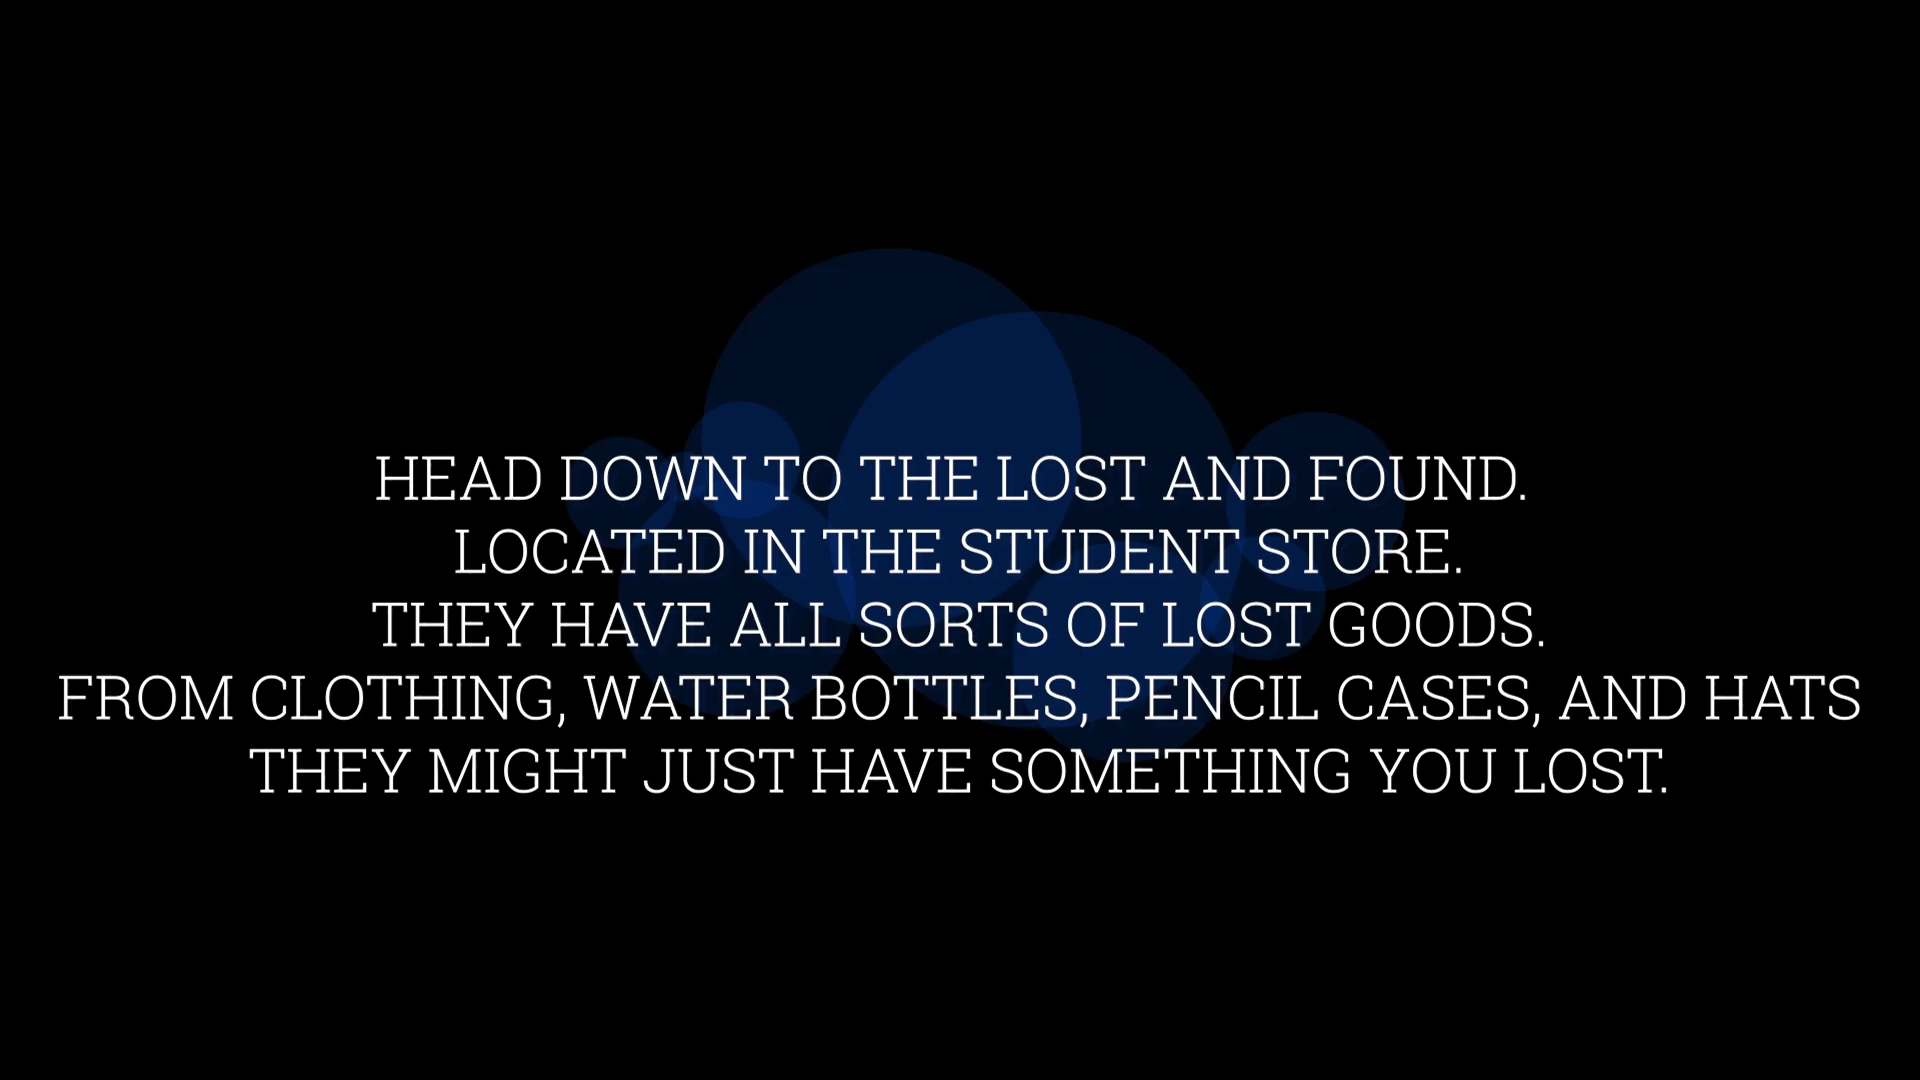 HEAD DOWN TO THE LOST AND FOUND.
LOCATED IN THE STUDENT STORE.
THEY HAVE ALL SORTS OF LOST GOODS.
FROM CLOTHING, WATER BOTTLES, PENCIL CASES, AND HATS
THEY MIGHT JUST HAVE SOMETHING YOU LOST.